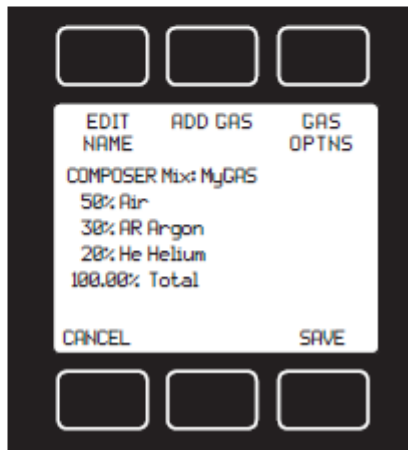 EDIT NAME
ADD GAS
GAS OPTNS
COMPOSER Mix: MyGAS
50% Air
30% AR Argon
20% He Helium
100.00% Total
CANCEL
SAVE